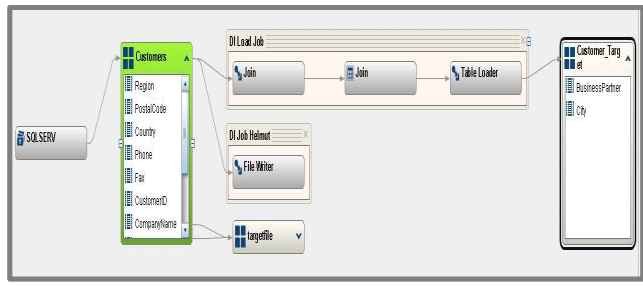 SQLSERV
Customers
Region
PostalCode
Country
Phone
Fax
CustomerID
CompanyName
DI Load Job
Join
Join
Table Loader
DI Job Helmut
File Writer
targetfile
Customer_Targ
et
BusinessPartner
City